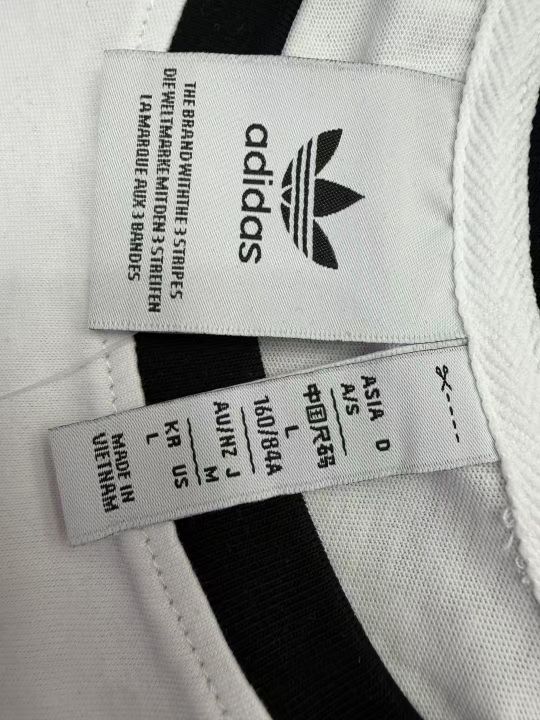 adidas
THE BRAND WITH THE 3 STRIPES
DIE WELTMARKE MIT DEN 3 STREIFEN
LA MARQUE AUX 3 BANDES
ASIA D
A/S
中国尺码
L
160/84A
AU/NZ J
M
KR US
L
MADE IN
VIETNAM